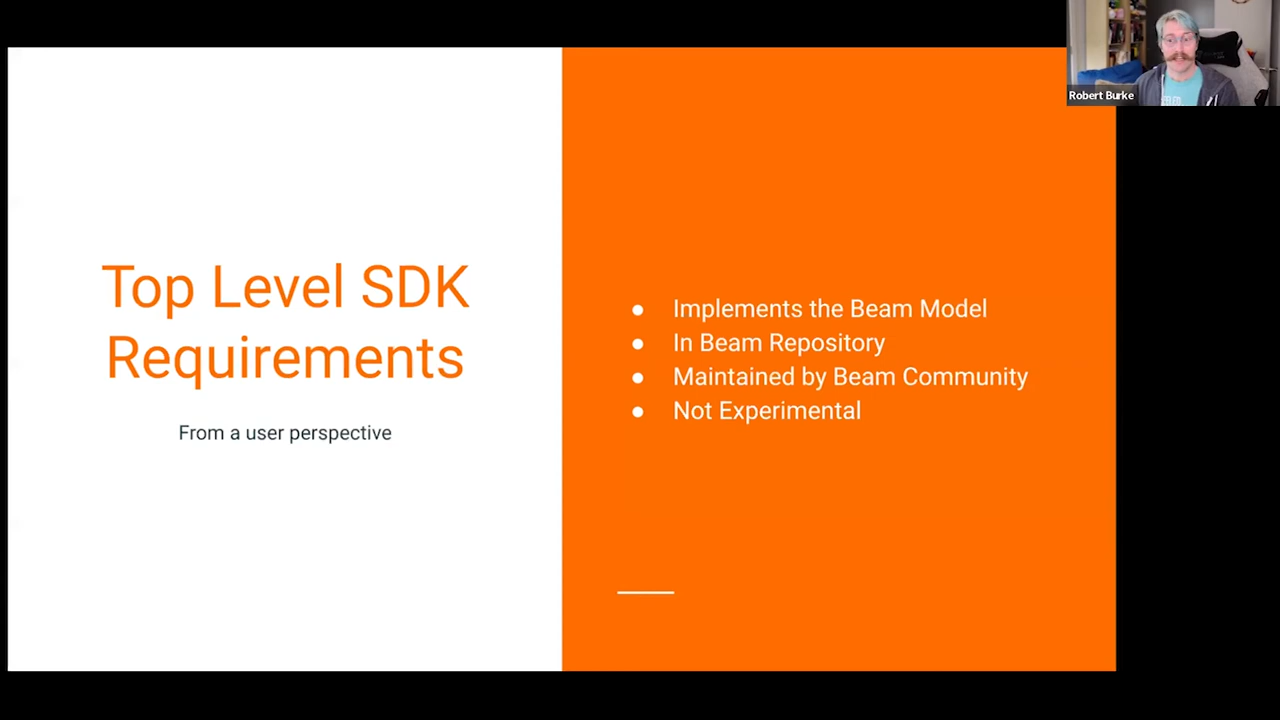 Robert Burke
Top Level SDK
Requirements
From a user perspective
● Implements the Beam Model
● In Beam Repository
● Maintained by Beam Community
● Not Experimental